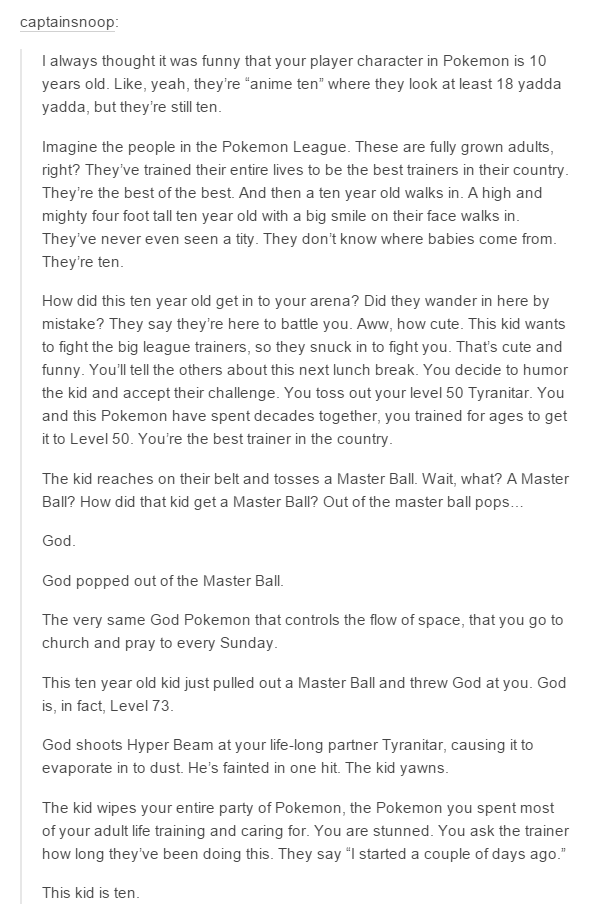 captainsnoop:
I always thought it was funny that your player character in Pokemon is 10
years old. Like, yeah, they're “anime ten” where they look at least 18 yadda
yadda, but they're still ten.
Imagine the people in the Pokemon League. These are fully grown adults,
right? They've trained their entire lives to be the best trainers in their country.
They're the best of the best. And then a ten year old walks in. A high and
mighty four foot tall ten year old with a big smile on their face walks in.
They've never even seen a tity. They don't know where babies come from.
They're ten.
How did this ten year old get in to your arena? Did they wander in here by
mistake? They say they're here to battle you. Aww, how cute. This kid wants
to fight the big league trainers, so they snuck in to fight you. That's cute and
funny. You'll tell the others about this next lunch break. You decide to humor
the kid and accept their challenge. You toss out your level 50 Tyranitar. You
and this Pokemon have spent decades together, you trained for ages to get
it to Level 50. You're the best trainer in the country.
The kid reaches on their belt and tosses a Master Ball. Wait, what? A Master
Ball? How did that kid get a Master Ball? Out of the master ball pops…
God.
God popped out of the Master Ball.
The very same God Pokemon that controls the flow of space, that you go to
church and pray to every Sunday.
This ten year old kid just pulled out a Master Ball and threw God at you. God
is, in fact, Level 73.
God shoots Hyper Beam at your life-long partner Tyranitar, causing it to
evaporate in to dust. He's fainted in one hit. The kid yawns.
The kid wipes your entire party of Pokemon, the Pokemon you spent most
of your adult life training and caring for. You are stunned. You ask the trainer
how long they've been doing this. They say “I started a couple of days ago.”
This kid is ten.